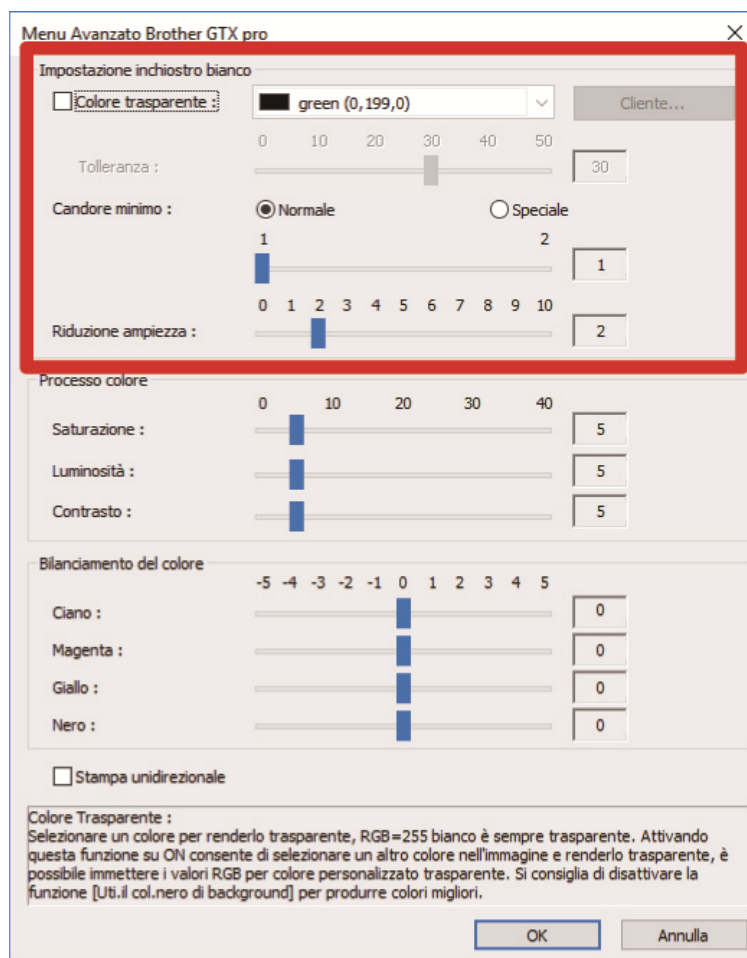 Menu Avanzato Brother GTX pro
Impostazione inchiostro bianco
Colore trasparente : green (0,199,0) Cliente...
0 10 20 30 40 50
Tolleranza : 30
Candore minimo : Normale Speciale
1 2
1
0 1 2 3 4 5 6 7 8 9 10
Riduzione ampiezza : 2
Processo colore
0 10 20 30 40
Saturazione : 5
Luminosità : 5
Contrasto : 5
Bilanciamento del colore
-5 -4 -3 -2 -1 0 1 2 3 4 5
Ciano : 0
Magenta : 0
Giallo : 0
Nero : 0
Stampa unidirezionale
Colore Trasparente :
Selezionare un colore per renderlo trasparente, RGB=255 bianco è sempre trasparente. Attivando
questa funzione su ON consente di selezionare un altro colore nell'immagine e renderlo trasparente, è
possibile immettere i valori RGB per colore personalizzato trasparente. Si consiglia di disattivare la
funzione [Uti.il col.nero di background] per produrre colori migliori.
OK Annulla